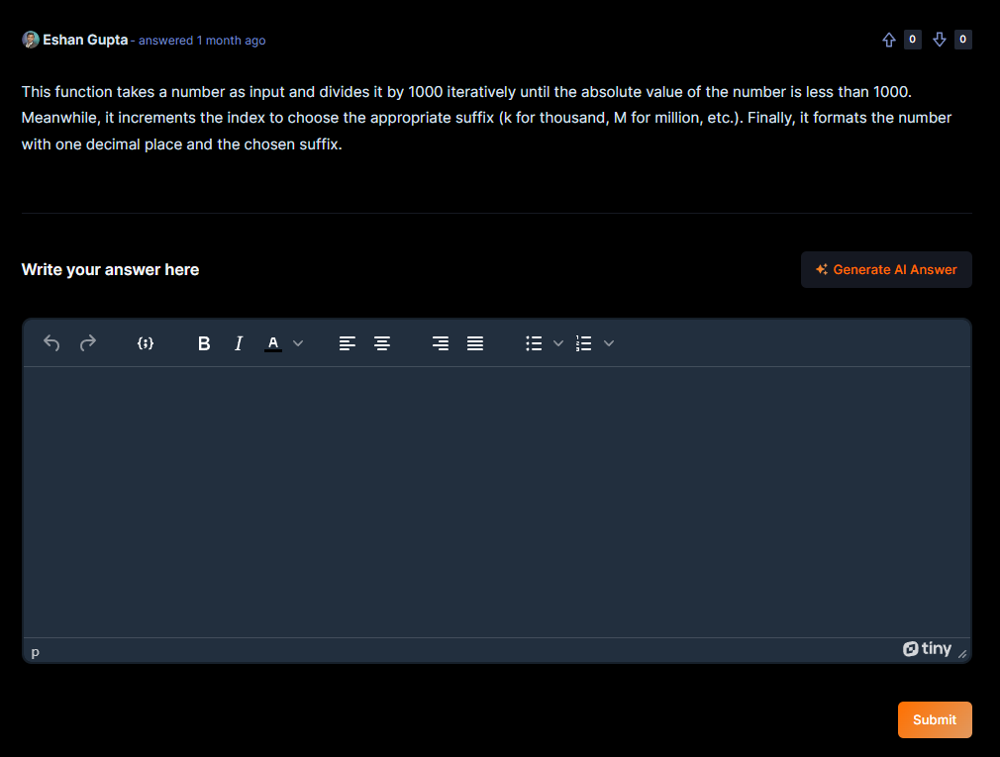 Eshan Gupta - answered 1 month ago
0
0
This function takes a number as input and divides it by 1000 iteratively until the absolute value of the number is less than 1000.
Meanwhile, it increments the index to choose the appropriate suffix (k for thousand, M for million, etc.). Finally, it formats the number
with one decimal place and the chosen suffix.
Write your answer here
Generate AI Answer
{;} B I A
p
tiny
Submit